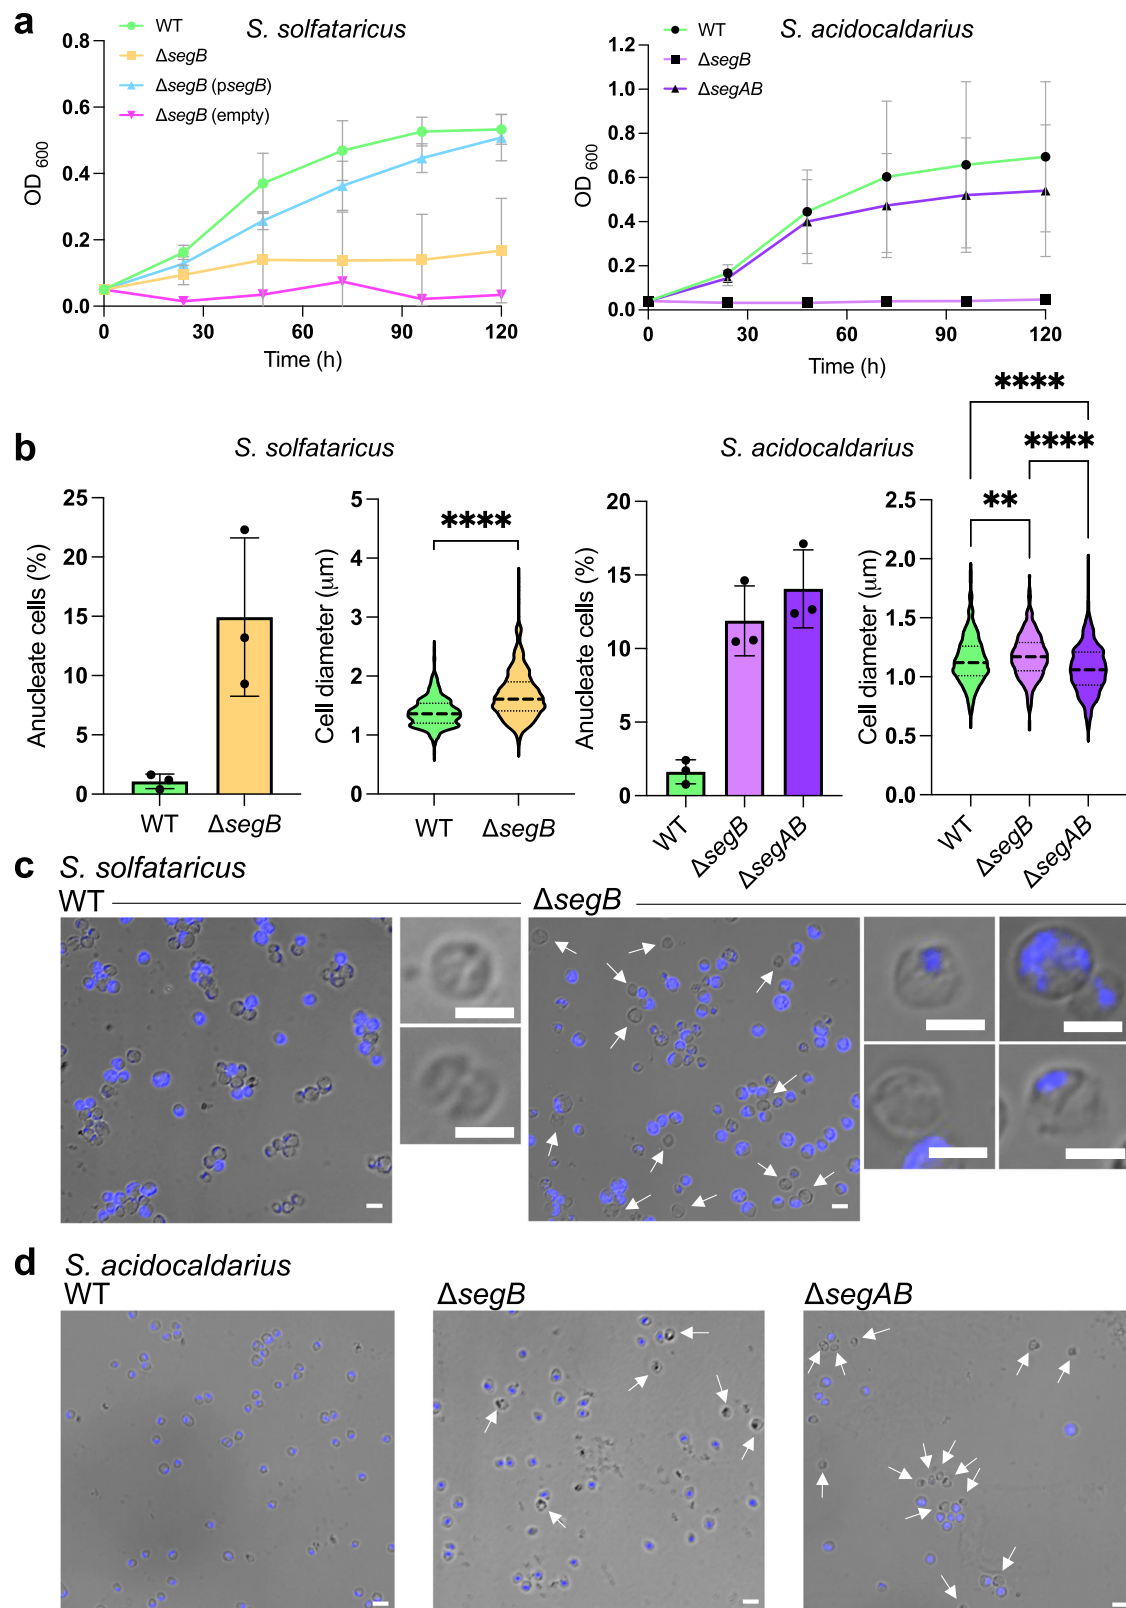 a
S. solfataricus
WT
ΔsegB
ΔsegB (psegB)
ΔsegB (empty)
OD 600
0.8
0.6
0.4
0.2
0.0
0 30 60 90 120
Time (h)
S. acidocaldarius
WT
ΔsegB
ΔsegAB
OD 600
1.2
1.0
0.8
0.6
0.4
0.2
0.0
0 30 60 90 120
Time (h)
b
S. solfataricus
Anucleate cells (%)
25
20
15
10
5
0
WT ΔsegB
Cell diameter (μm)
5
4
3
2
1
0
****
WT ΔsegB
S. acidocaldarius
Anucleate cells (%)
20
15
10
5
0
WT ΔsegB ΔsegAB
Cell diameter (μm)
2.5
2.0
1.5
1.0
0.5
0.0
****
****
**
WT ΔsegB ΔsegAB
c S. solfataricus
WT ΔsegB
d S. acidocaldarius
WT ΔsegB ΔsegAB